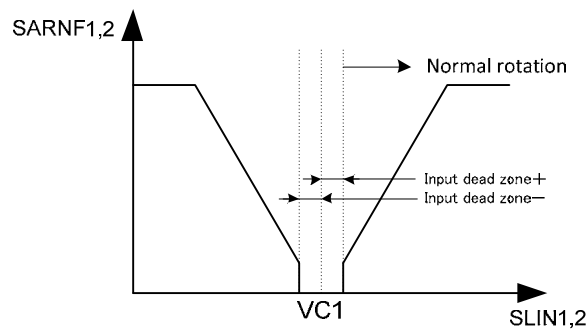 SARNF1,2
Normal rotation
Input dead zone+
Input dead zone−
VC1
SLIN1,2